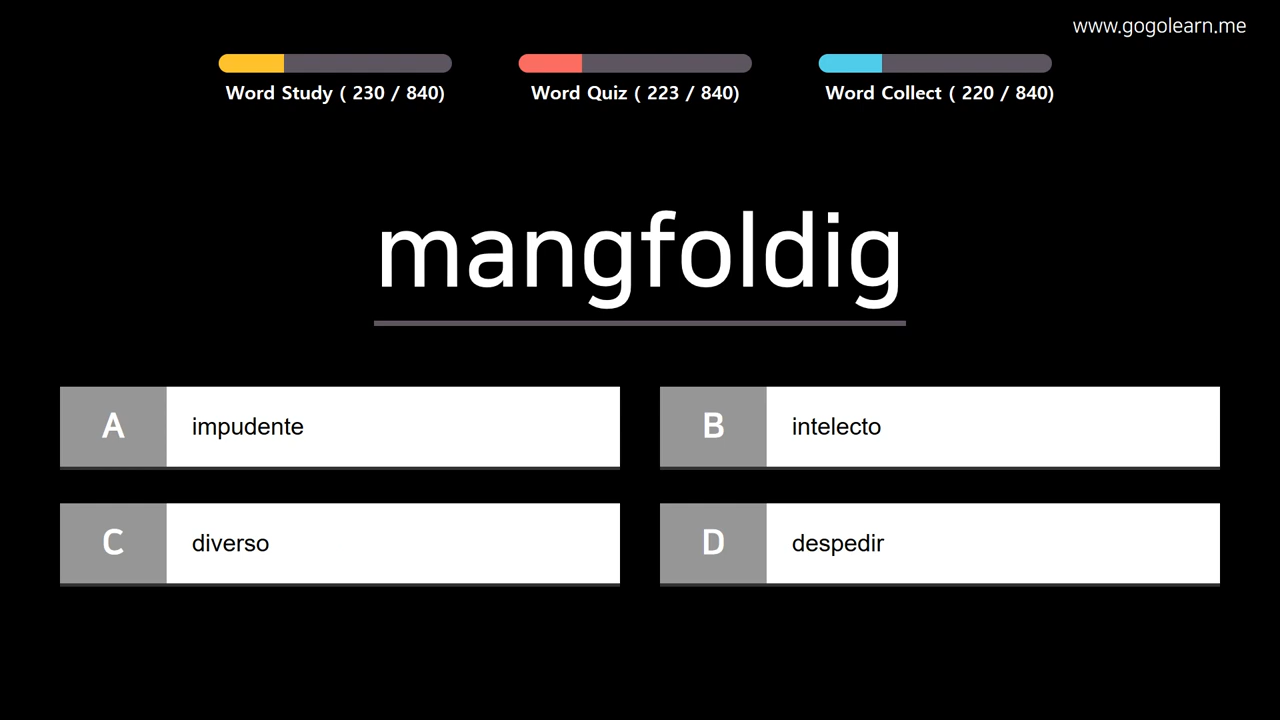 www.gogolearn.me
Word Study ( 230 / 840)
Word Quiz ( 223 / 840)
Word Collect ( 220 / 840)
mangfoldig
A impudente
B intelecto
C diverso
D despedir